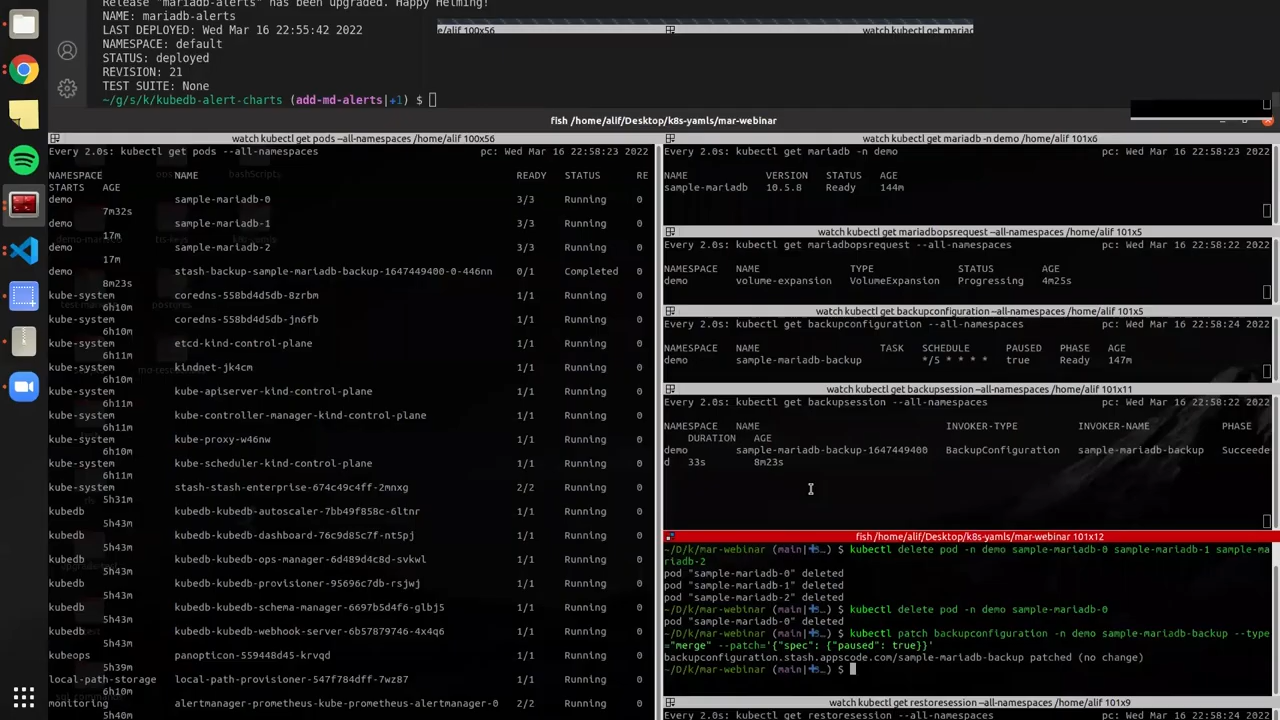 Release "mariadb-alerts" has been upgraded. Happy Helming!
NAME: mariadb-alerts
LAST DEPLOYED: Wed Mar 16 22:55:42 2022
NAMESPACE: default
STATUS: deployed
REVISION: 21
TEST SUITE: None
~/g/s/k/kubedb-alert-charts (add-md-alerts|+1) $
e/alif 100x56
watch kubectl get mariad
fish /home/alif/Desktop/k8s-yamls/mar-webinar
watch kubectl get pods --all-namespaces /home/alif 100x56
Every 2.0s: kubectl get pods --all-namespaces pc: Wed Mar 16 22:58:23 2022
NAMESPACE NAME READY STATUS RE
STARTS AGE
demo sample-mariadb-0 3/3 Running 0
7m32s
demo sample-mariadb-1 3/3 Running 0
17m
demo sample-mariadb-2 3/3 Running 0
17m
demo stash-backup-sample-mariadb-backup-1647449400-0-446nn 0/1 Completed 0
8m23s
kube-system coredns-558bd4d5db-8zrbm 1/1 Running 0
6h10m
kube-system coredns-558bd4d5db-jn6fb 1/1 Running 0
6h10m
kube-system etcd-kind-control-plane 1/1 Running 0
6h11m
kube-system kindnet-jk4cm 1/1 Running 0
6h10m
kube-system kube-apiserver-kind-control-plane 1/1 Running 0
6h11m
kube-system kube-controller-manager-kind-control-plane 1/1 Running 0
6h11m
kube-system kube-proxy-w46nw 1/1 Running 0
6h10m
kube-system kube-scheduler-kind-control-plane 1/1 Running 0
6h11m
kube-system stash-stash-enterprise-674c49c4ff-2mnxg 2/2 Running 0
5h31m
kubedb kubedb-kubedb-autoscaler-7bb49f858c-6ltnr 1/1 Running 0
5h43m
kubedb kubedb-kubedb-dashboard-76c9d85c7f-nt5pj 1/1 Running 0
5h43m
kubedb kubedb-kubedb-ops-manager-6d489d4c8d-svkwl 1/1 Running 0
5h43m
kubedb kubedb-kubedb-provisioner-95696c7db-rsjwj 1/1 Running 0
5h43m
kubedb kubedb-kubedb-schema-manager-6697b5d4f6-glbj5 1/1 Running 0
5h43m
kubedb kubedb-kubedb-webhook-server-6b57879746-4x4q6 1/1 Running 0
5h43m
kubeops panopticon-559448d45-krvqd 1/1 Running 0
5h39m
local-path-storage local-path-provisioner-547f784dff-7wz87 1/1 Running 0
6h10m
monitoring alertmanager-prometheus-kube-prometheus-alertmanager-0 2/2 Running 0
5h40m
watch kubectl get mariadb -n demo /home/alif 101x6
Every 2.0s: kubectl get mariadb -n demo pc: Wed Mar 16 22:58:23 2022
NAME VERSION STATUS AGE
sample-mariadb 10.5.8 Ready 144m
watch kubectl get mariadbopsrequest --all-namespaces /home/alif 101x5
Every 2.0s: kubectl get mariadbopsrequest --all-namespaces pc: Wed Mar 16 22:58:22 2022
NAMESPACE NAME TYPE STATUS AGE
demo volume-expansion VolumeExpansion Progressing 4m25s
watch kubectl get backupconfiguration --all-namespaces /home/alif 101x5
Every 2.0s: kubectl get backupconfiguration --all-namespaces pc: Wed Mar 16 22:58:24 2022
NAMESPACE NAME TASK SCHEDULE PAUSED PHASE AGE
demo sample-mariadb-backup */5 * * * * true Ready 147m
watch kubectl get backupsession --all-namespaces /home/alif 101x11
Every 2.0s: kubectl get backupsession --all-namespaces pc: Wed Mar 16 22:58:22 2022
NAMESPACE NAME INVOKER-TYPE INVOKER-NAME PHASE
DURATION AGE
demo sample-mariadb-backup-1647449400 BackupConfiguration sample-mariadb-backup Succeede
d 33s 8m23s
fish /home/alif/Desktop/k8s-yamls/mar-webinar 101x12
~/D/k/mar-webinar (main|+3…) $ kubectl delete pod -n demo sample-mariadb-0 sample-mariadb-1 sample-ma
riadb-2
pod "sample-mariadb-0" deleted
pod "sample-mariadb-1" deleted
pod "sample-mariadb-2" deleted
~/D/k/mar-webinar (main|+3…) $ kubectl delete pod -n demo sample-mariadb-0
pod "sample-mariadb-0" deleted
~/D/k/mar-webinar (main|+3…) $ kubectl patch backupconfiguration -n demo sample-mariadb-backup --type
="merge" --patch='{"spec": {"paused": true}}'
backupconfiguration.stash.appscode.com/sample-mariadb-backup patched (no change)
~/D/k/mar-webinar (main|+3…) $
watch kubectl get restoresession --all-namespaces /home/alif 101x9
Every 2.0s: kubectl get restoresession --all-namespaces pc: Wed Mar 16 22:58:24 2022